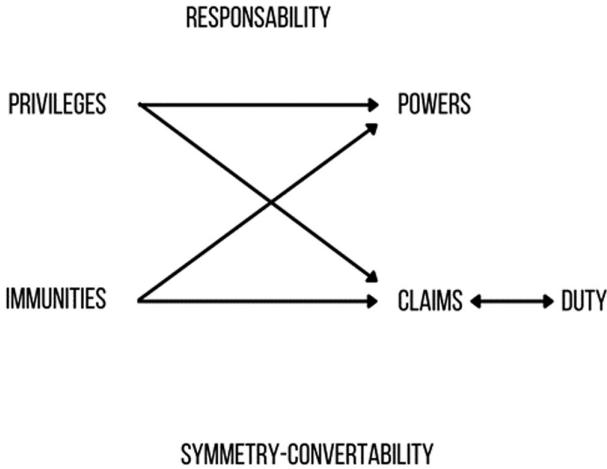 RESPONSABILITY
PRIVILEGES POWERS
IMMUNITIES CLAIMS DUTY
SYMMETRY-CONVERTABILITY